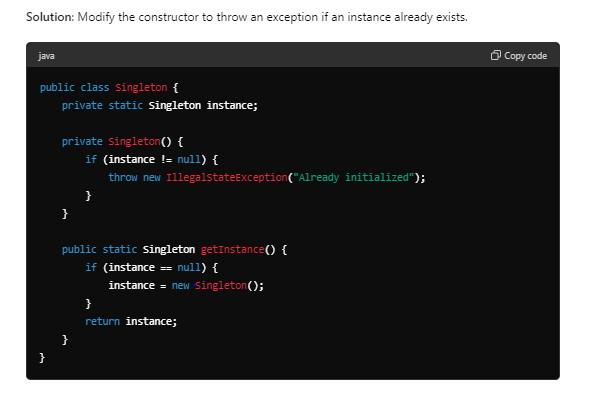 Solution: Modify the constructor to throw an exception if an instance already exists.
java
Copy code
public class Singleton {
    private static Singleton instance;

    private Singleton() {
        if (instance != null) {
            throw new IllegalStateException("Already initialized");
        }
    }

    public static Singleton getInstance() {
        if (instance == null) {
            instance = new Singleton();
        }
        return instance;
    }
}